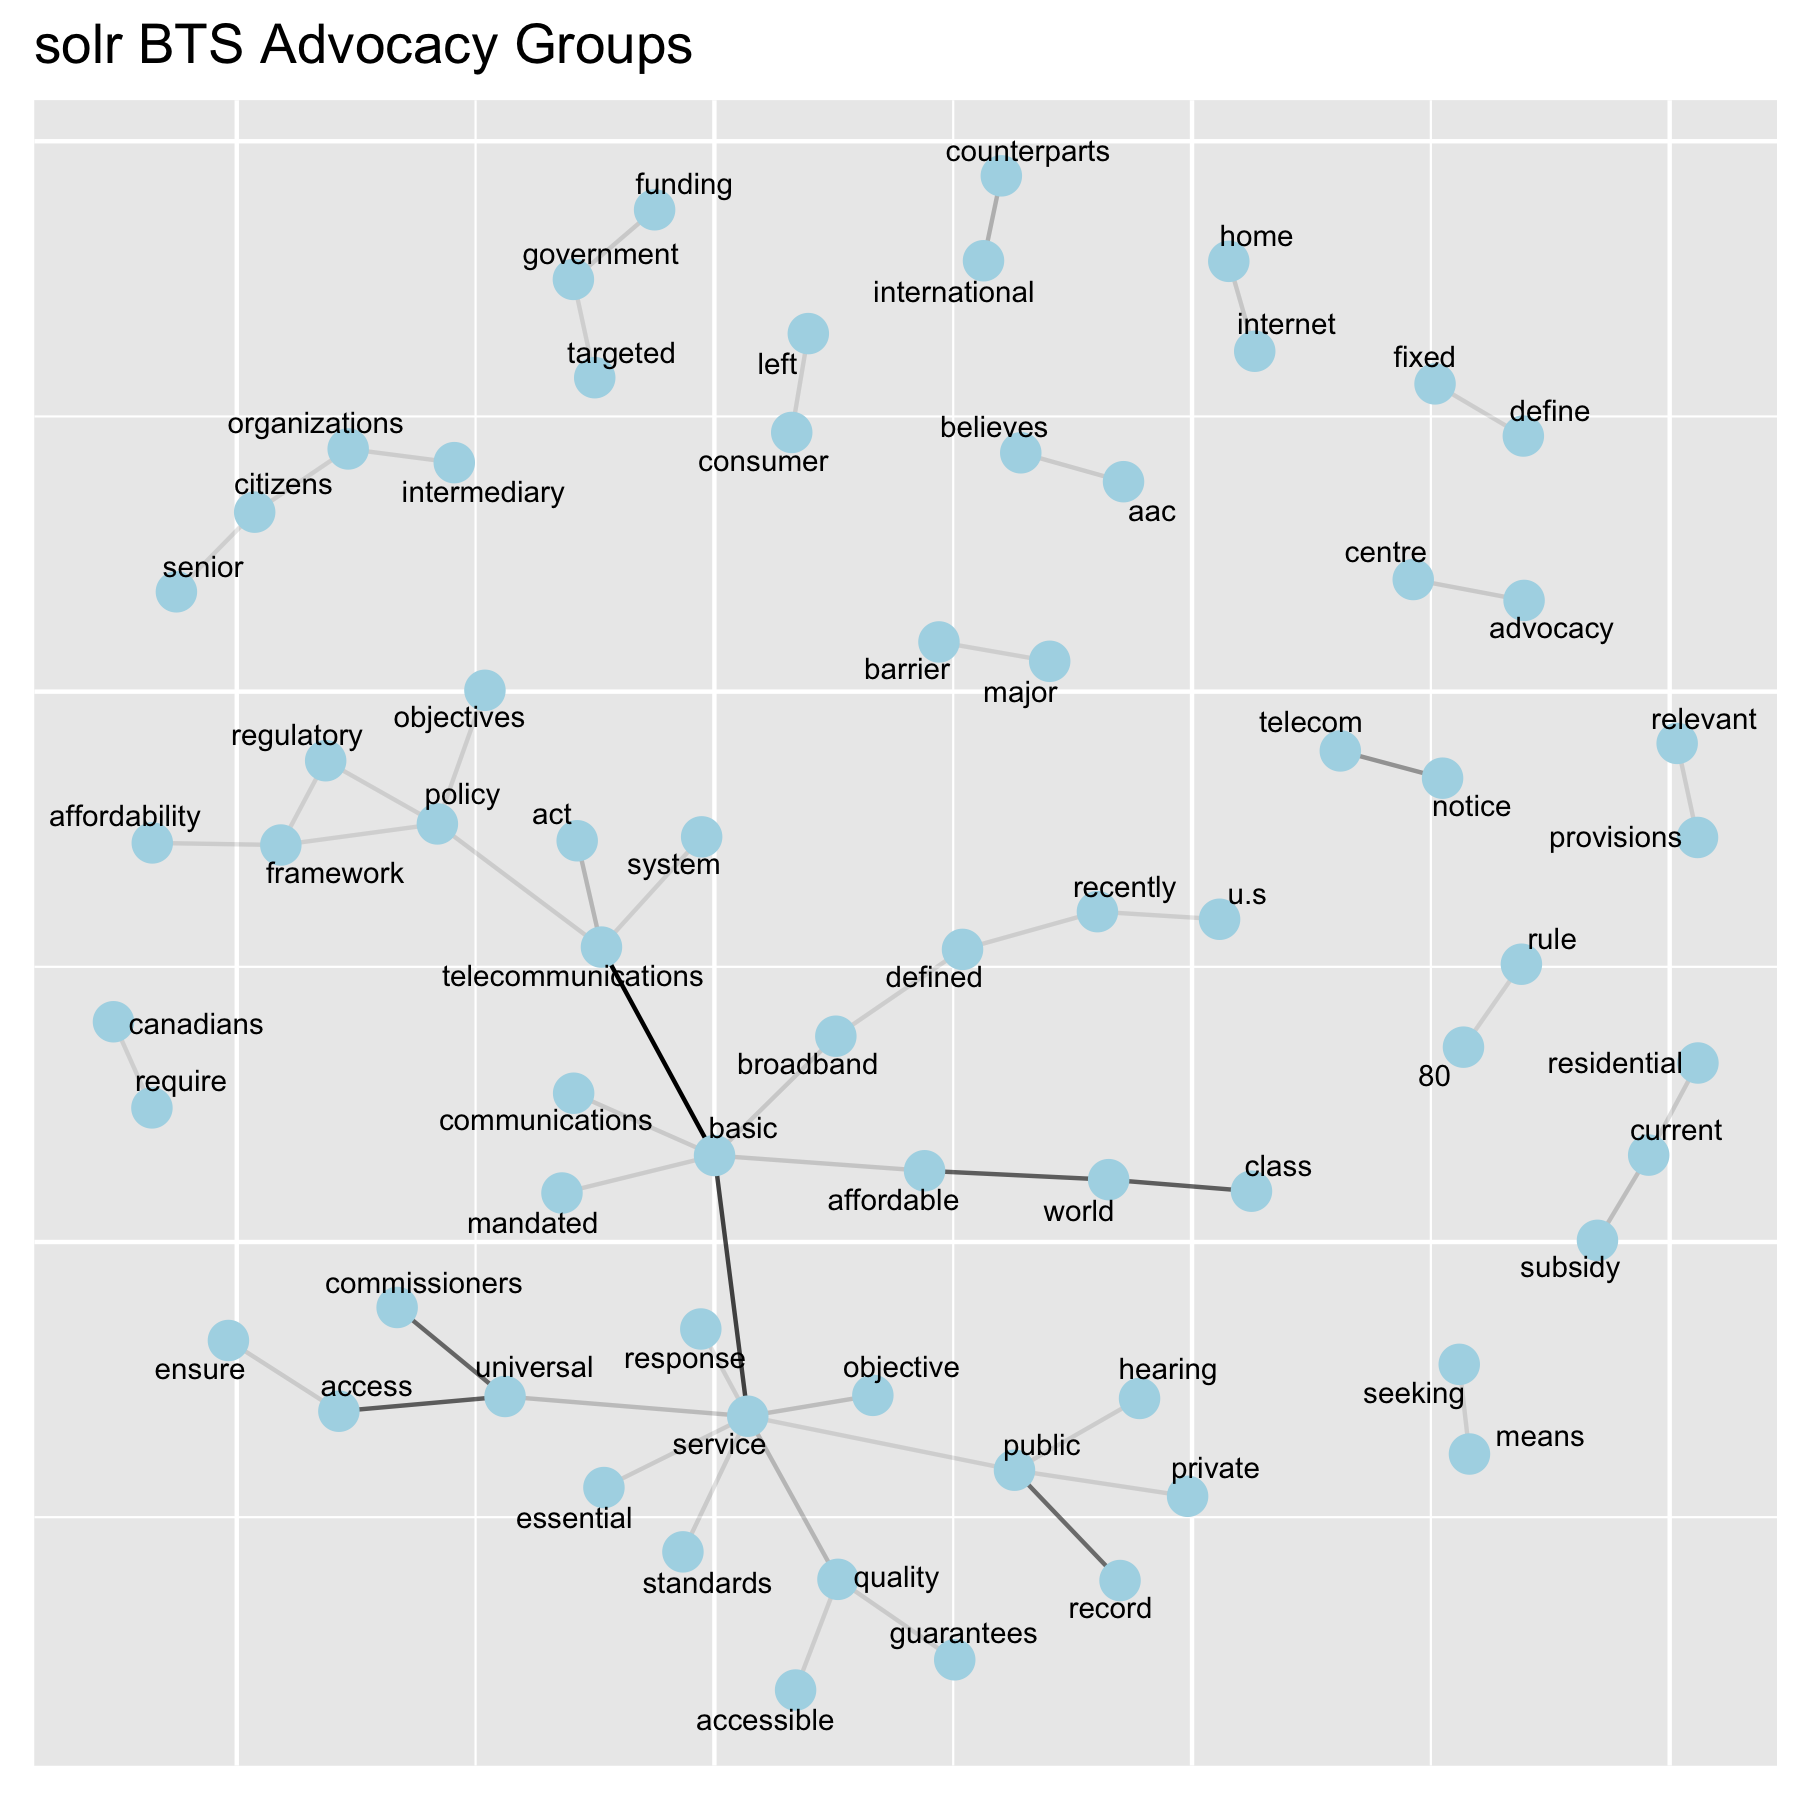 solr BTS Advocacy Groups
counterparts
funding
home
government
international
internet
targeted
left
fixed
define
organizations
believes
consumer
citizens
intermediary
aac
centre
senior
advocacy
barrier
major
objectives
relevant
telecom
regulatory
policy
notice
act
affordability
provisions
system
framework
recently
u.s
rule
telecommunications
defined
canadians
broadband
residential
80
require
communications
basic
current
class
affordable
world
mandated
subsidy
commissioners
response
universal
objective
ensure
hearing
access
seeking
means
service
public
private
essential
quality
standards
record
guarantees
accessible